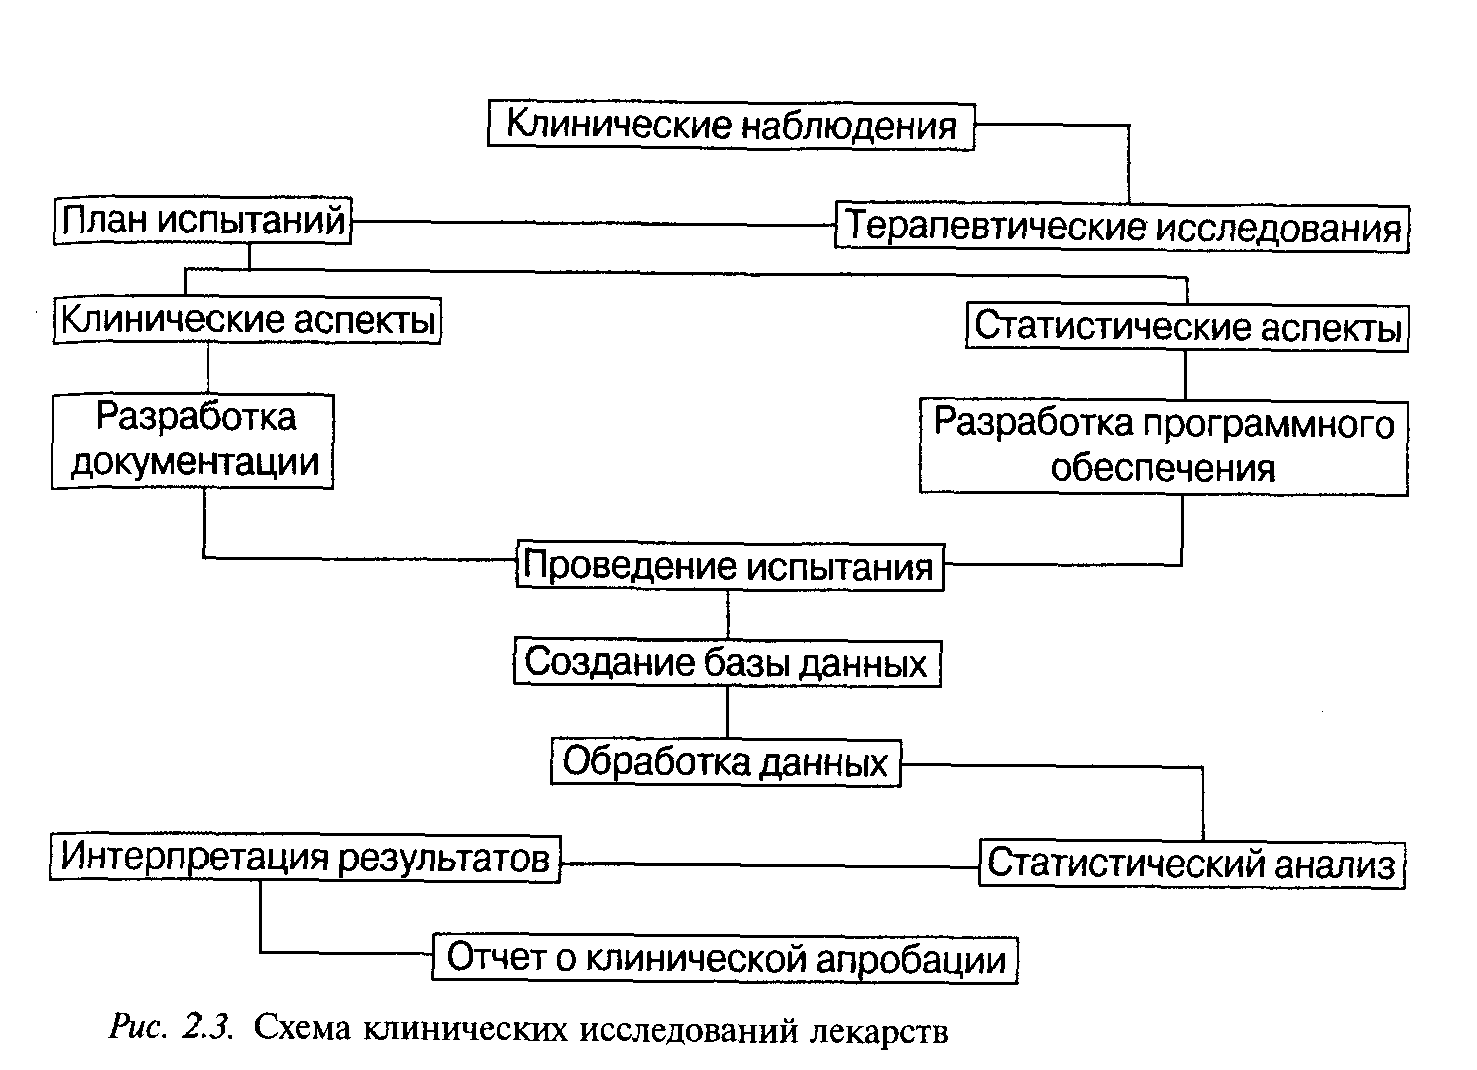 Клинические наблюдения
План испытаний
Терапевтические исследования
Клинические аспекты
Статистические аспекты
Разработка
документации
Разработка программного
обеспечения
Проведение испытания
Создание базы данных
Обработка данных
Интерпретация результатов
Статистический анализ
Отчет о клинической апробации
Рис. 2.3. Схема клинических исследований лекарств